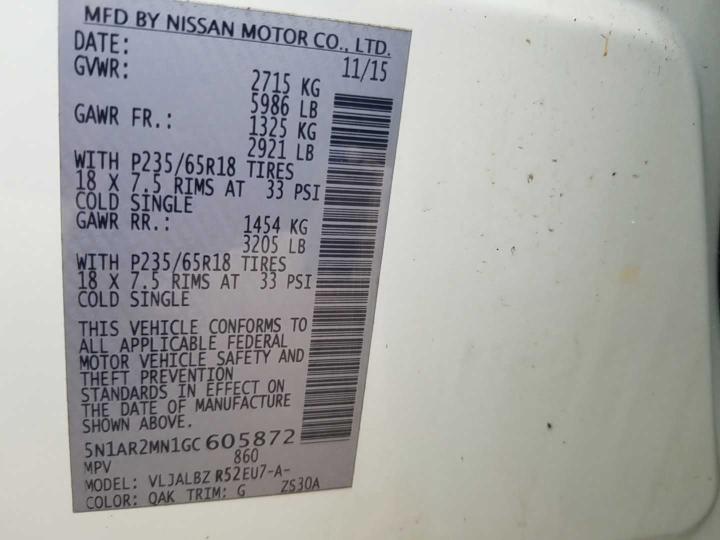 MFD BY NISSAN MOTOR CO., LTD.
DATE: 11/15
GVWR: 2715 KG
5986 LB
GAWR FR.: 1325 KG
2921 LB
WITH P235/65R18 TIRES
18 X 7.5 RIMS AT 33 PSI
COLD SINGLE
GAWR RR.: 1454 KG
3205 LB
WITH P235/65R18 TIRES
18 X 7.5 RIMS AT 33 PSI
COLD SINGLE
THIS VEHICLE CONFORMS TO
ALL APPLICABLE FEDERAL
MOTOR VEHICLE SAFETY AND
THEFT PREVENTION
STANDARDS IN EFFECT ON
THE DATE OF MANUFACTURE
SHOWN ABOVE.
5N1AR2MN1GC605872
MPV 860
MODEL: VLJALBZ R52EU7-A-
COLOR: QAK TRIM: G ZS30A